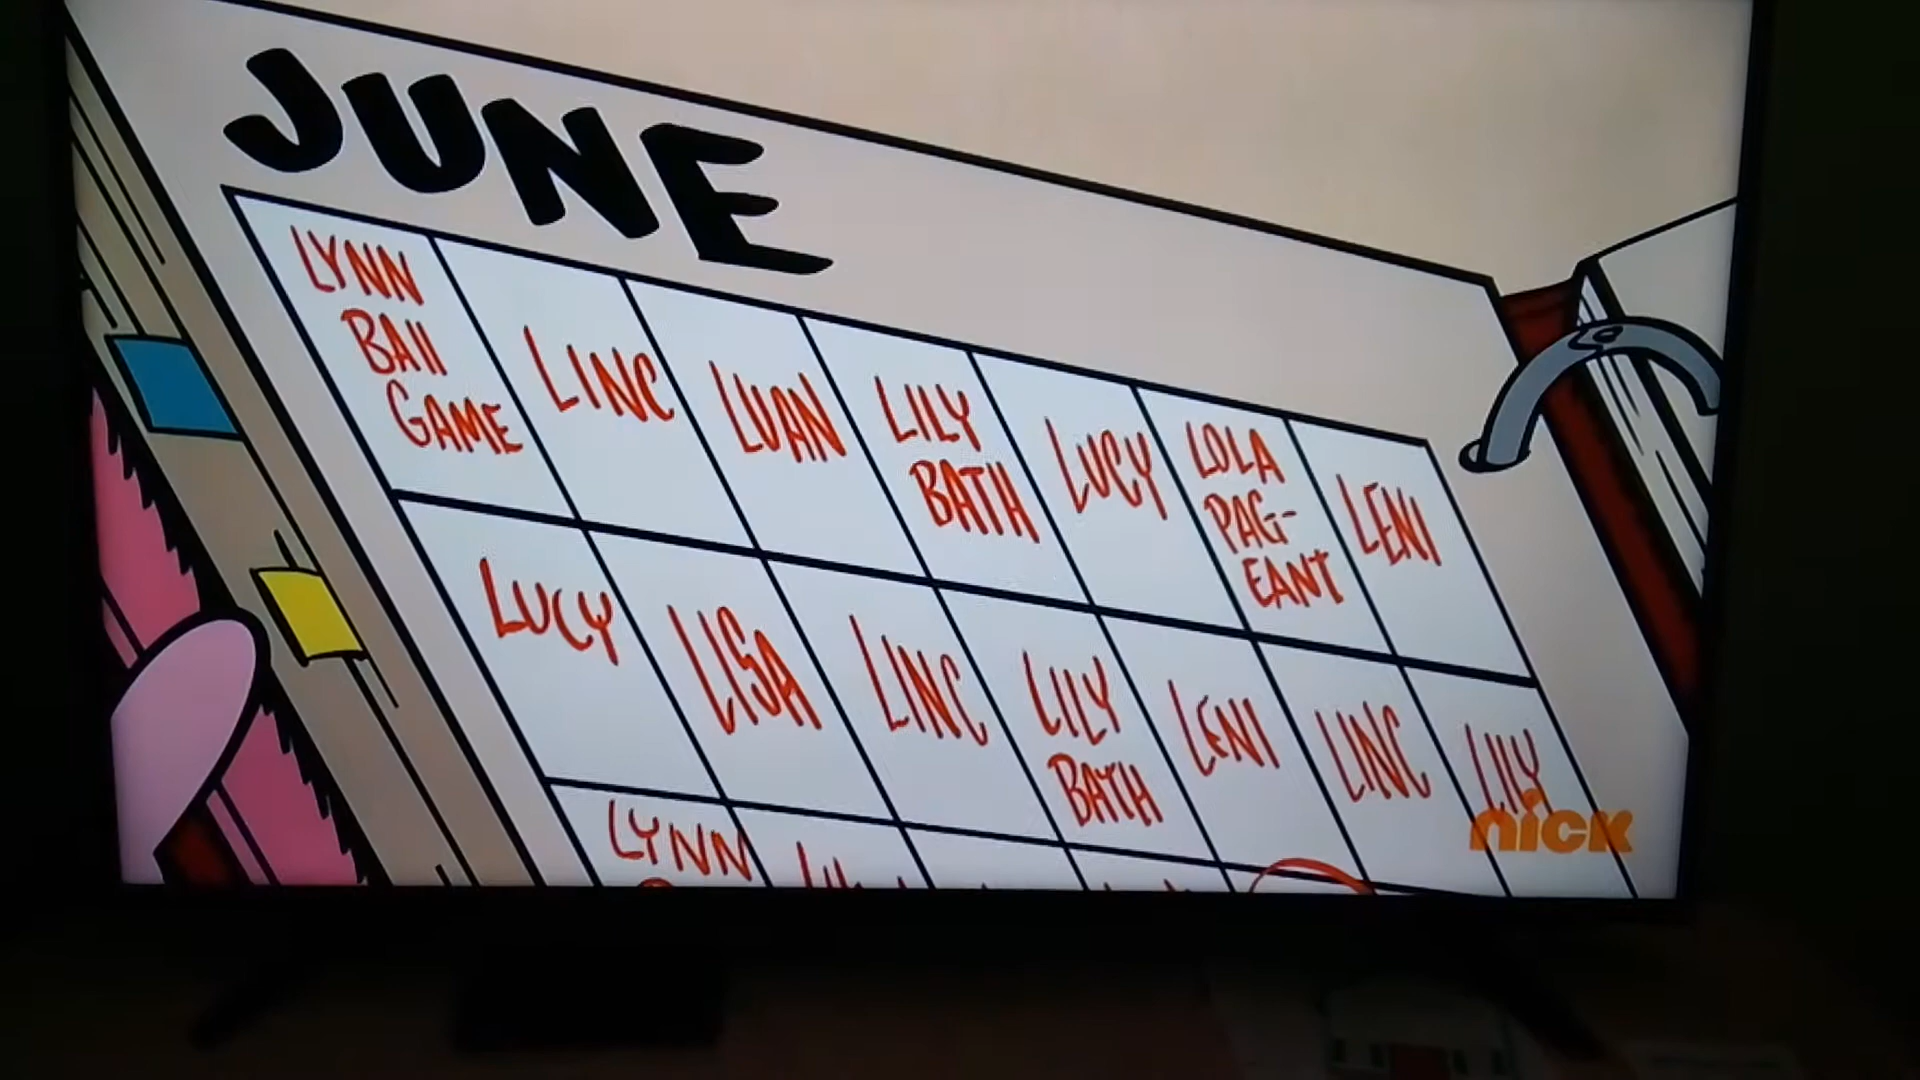 JUNE
LYNN
BAll
GAME
LINC
LUAN
LILY
BATH
LUCY
LOLA
PAG-
EANT
LENI
LUCY
LISA
LINC
LILY
BATH
LENI
LINC
LILY
LYNN
nick